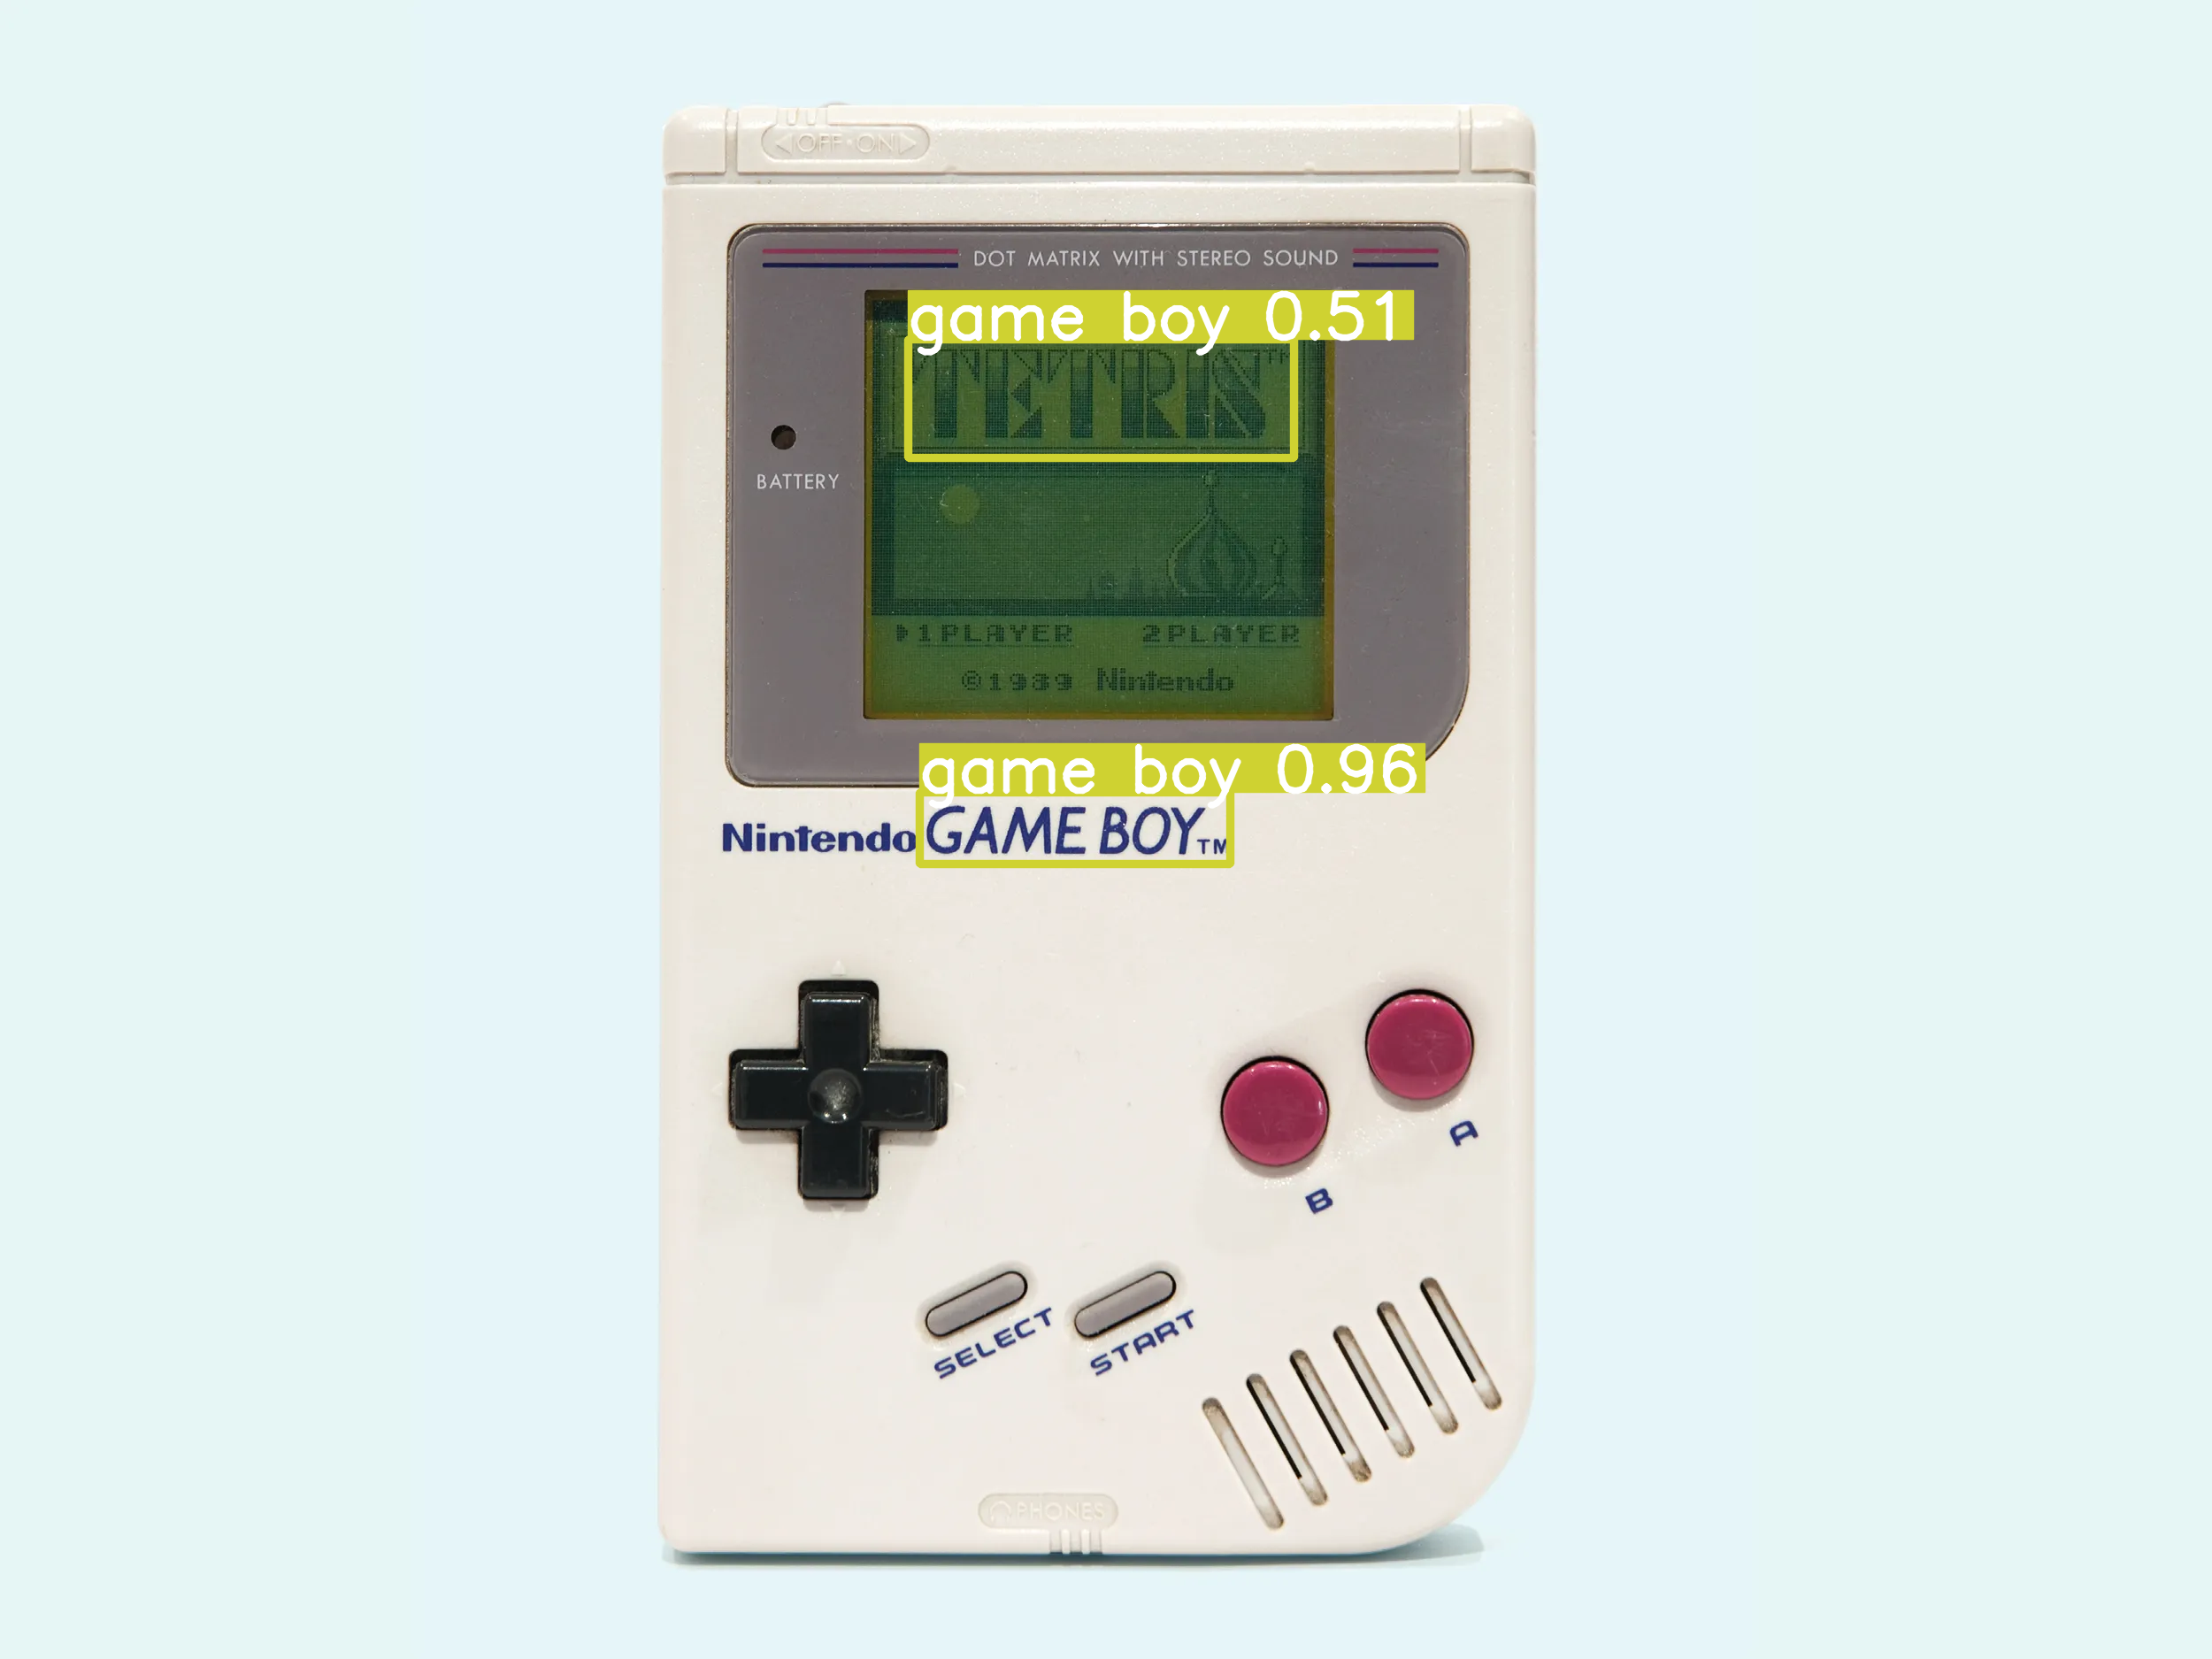 OFF·ON
DOT MATRIX WITH STEREO SOUND
game boy 0.51
TETRIS™
BATTERY
1PLAYER 2PLAYER
©1989 Nintendo
game boy 0.96
Nintendo GAME BOY TM
A
B
SELECT START
PHONES